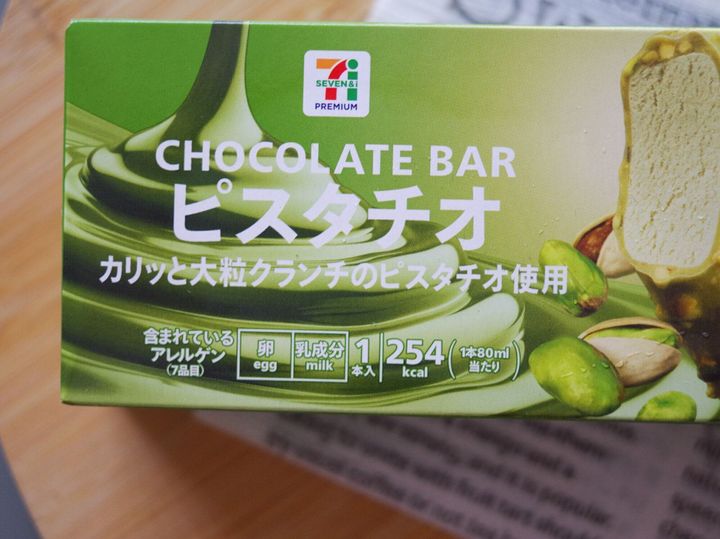 SEVEN&i
PREMIUM
CHOCOLATE BAR
ピスタチオ
カリッと大粒クランチのピスタチオ使用
含まれている
アレルゲン
(7品目)
卵
egg
乳成分
milk
1
本入
254
kcal
(1本80ml
当たり)